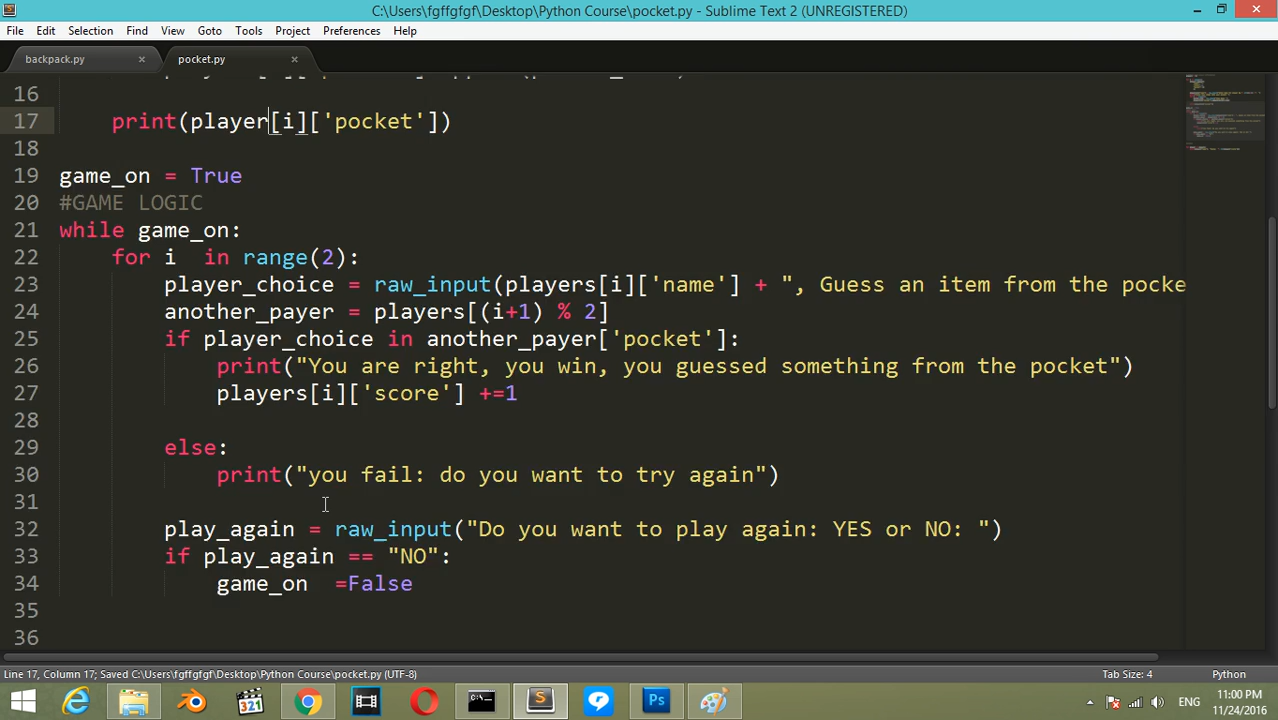 C:\Users\fgffgfgf\Desktop\Python Course\pocket.py - Sublime Text 2 (UNREGISTERED)
File Edit Selection Find View Goto Tools Project Preferences Help
backpack.py × pocket.py ×
16
17 print(player[i]['pocket'])
18
19 game_on = True
20 #GAME LOGIC
21 while game_on:
22 for i  in range(2):
23 player_choice = raw_input(players[i]['name'] + ", Guess an item from the pocke
24 another_payer = players[(i+1) % 2]
25 if player_choice in another_payer['pocket']:
26 print("You are right, you win, you guessed something from the pocket")
27 players[i]['score'] +=1
28
29 else:
30 print("you fail: do you want to try again")
31
32 play_again = raw_input("Do you want to play again: YES or NO: ")
33 if play_again == "NO":
34 game_on  =False
35
36
Line 17, Column 17; Saved C:\Users\fgffgfgf\Desktop\Python Course\pocket.py (UTF-8) Tab Size: 4 Python
321 Ps ENG 11:00 PM
11/24/2016